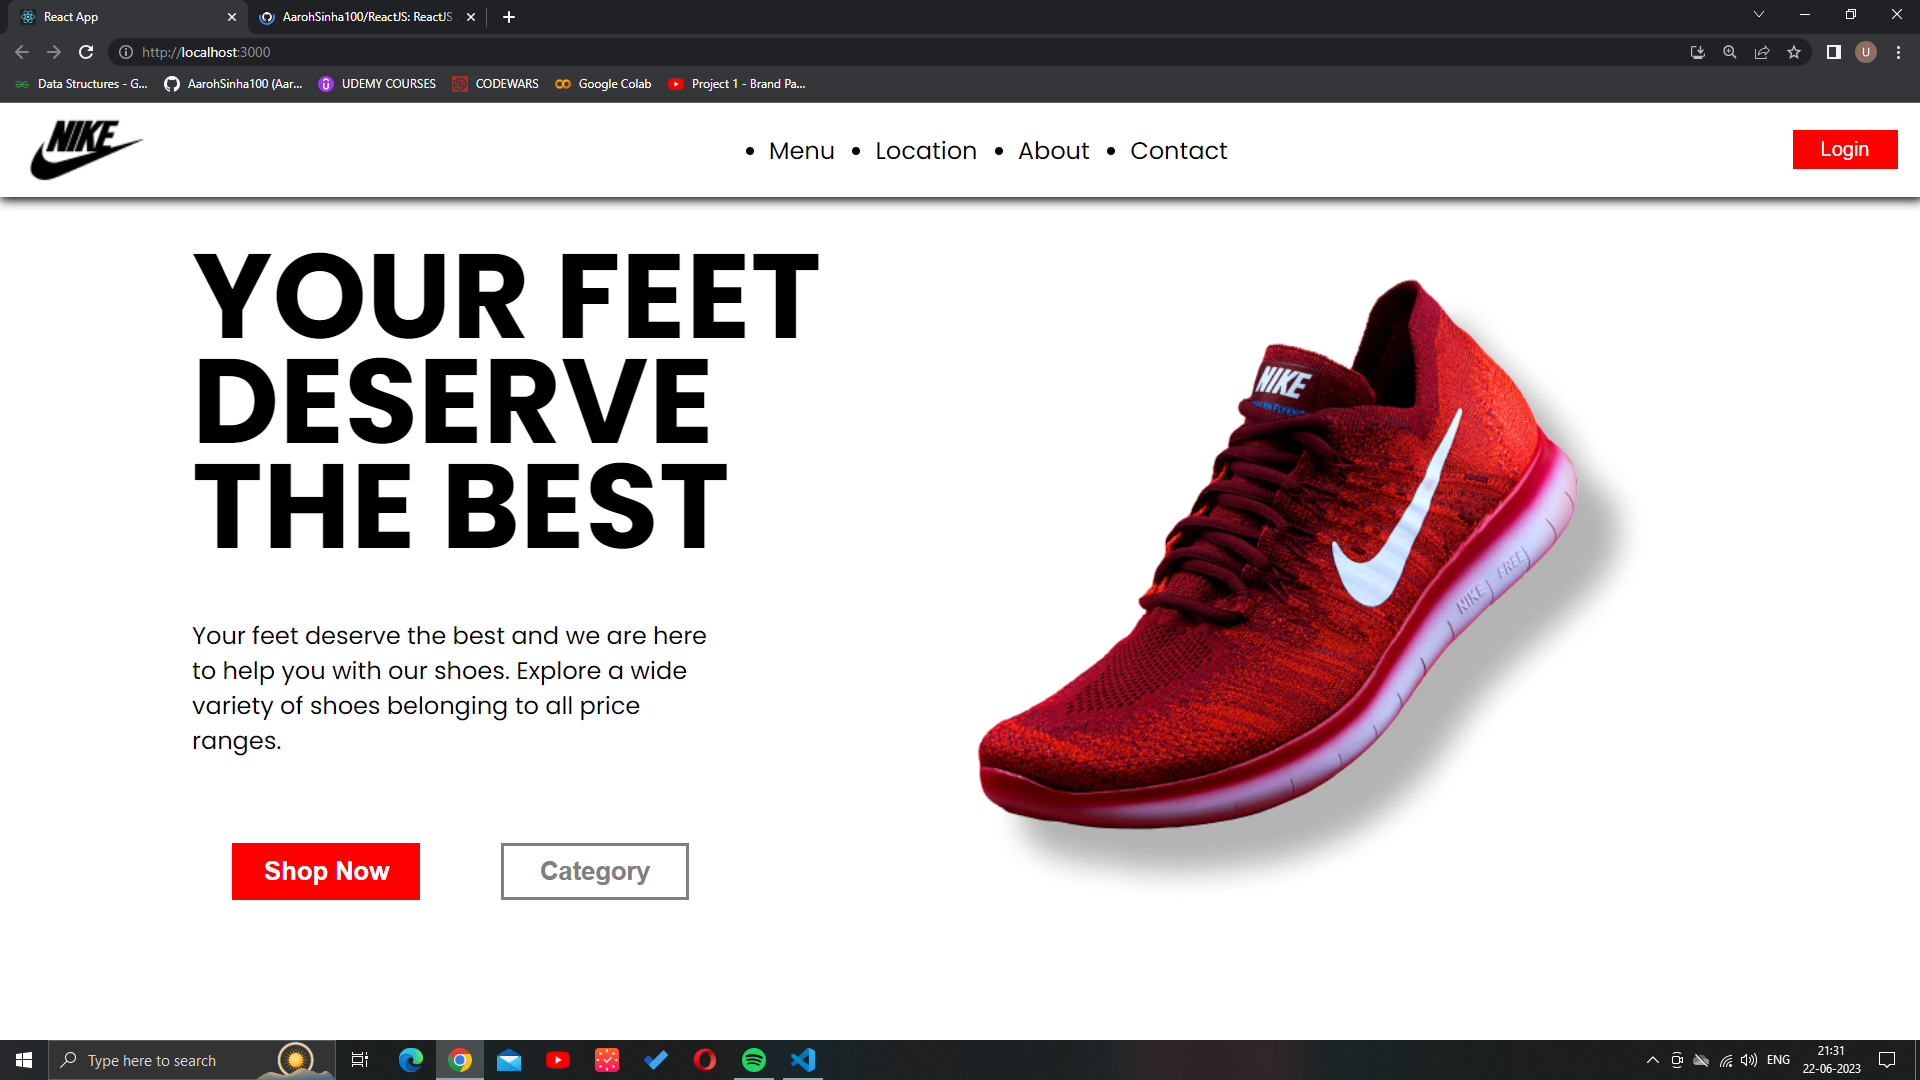 React App
AarohSinha100/ReactJS: ReactJS
http://localhost:3000
Data Structures - G...
AarohSinha100 (Aar...
UDEMY COURSES
CODEWARS
Google Colab
Project 1 - Brand Pa...
U
NIKE
Menu
Location
About
Contact
Login
YOUR FEET
DESERVE
THE BEST
NIKE
NIKE FREE
Your feet deserve the best and we are here
to help you with our shoes. Explore a wide
variety of shoes belonging to all price
ranges.
Shop Now
Category
Type here to search
ENG
21:31
22-06-2023